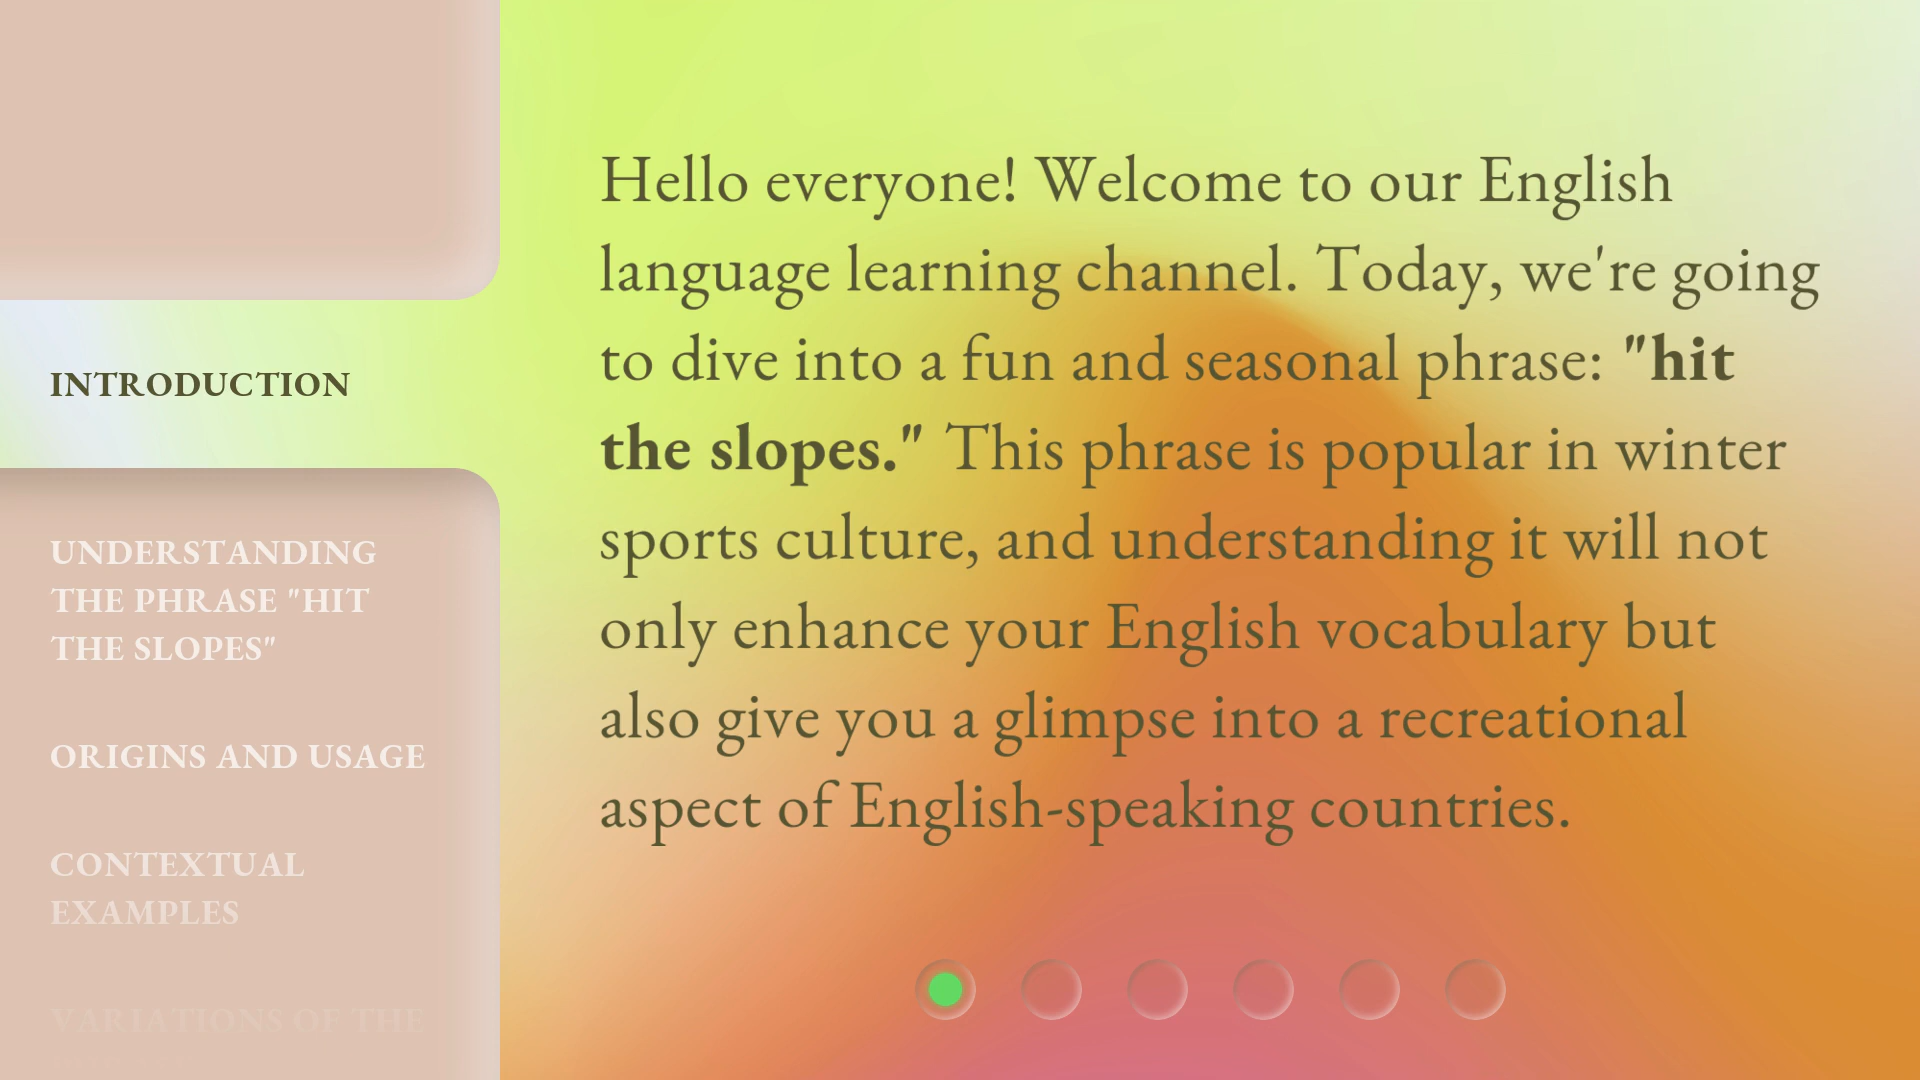 INTRODUCTION
UNDERSTANDING
THE PHRASE "HIT
THE SLOPES"
ORIGINS AND USAGE
CONTEXTUAL
EXAMPLES
VARIATIONS OF THE
Hello everyone! Welcome to our English
language learning channel. Today, we're going
to dive into a fun and seasonal phrase: "hit
the slopes." This phrase is popular in winter
sports culture, and understanding it will not
only enhance your English vocabulary but
also give you a glimpse into a recreational
aspect of English-speaking countries.